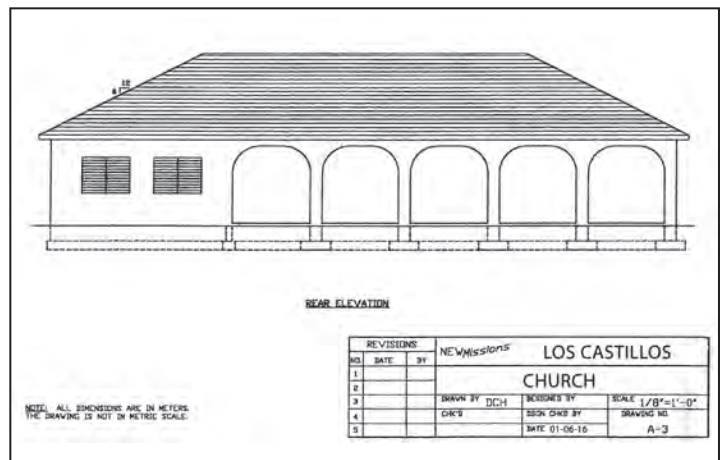 12
6
REAR ELEVATION
NOTE: ALL DIMENSIONS ARE IN METERS.
THE DRAWING IS NOT IN METRIC SCALE.
REVISIONS
NO. DATE BY
1
2
3
4
5
NEWMissions LOS CASTILLOS
CHURCH
DRAWN BY DCH DESIGNED BY SCALE 1/8"=1'-0"
CHK'D DSGN CHKD BY DRAWING NO.
DATE 01-06-16 A-3